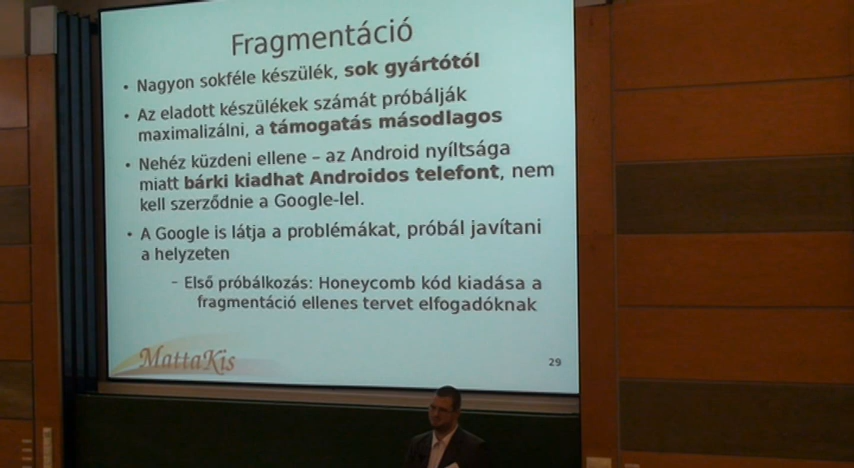 Fragmentáció
• Nagyon sokféle készülék, sok gyártótól
• Az eladott készülékek számát próbálják
maximalizálni, a támogatás másodlagos
• Nehéz küzdeni ellene – az Android nyíltsága
miatt bárki kiadhat Androidos telefont, nem
kell szerződnie a Google-lel.
• A Google is látja a problémákat, próbál javítani
a helyzeten
– Első próbálkozás: Honeycomb kód kiadása a
fragmentáció ellenes tervet elfogadóknak
MattaKis
29